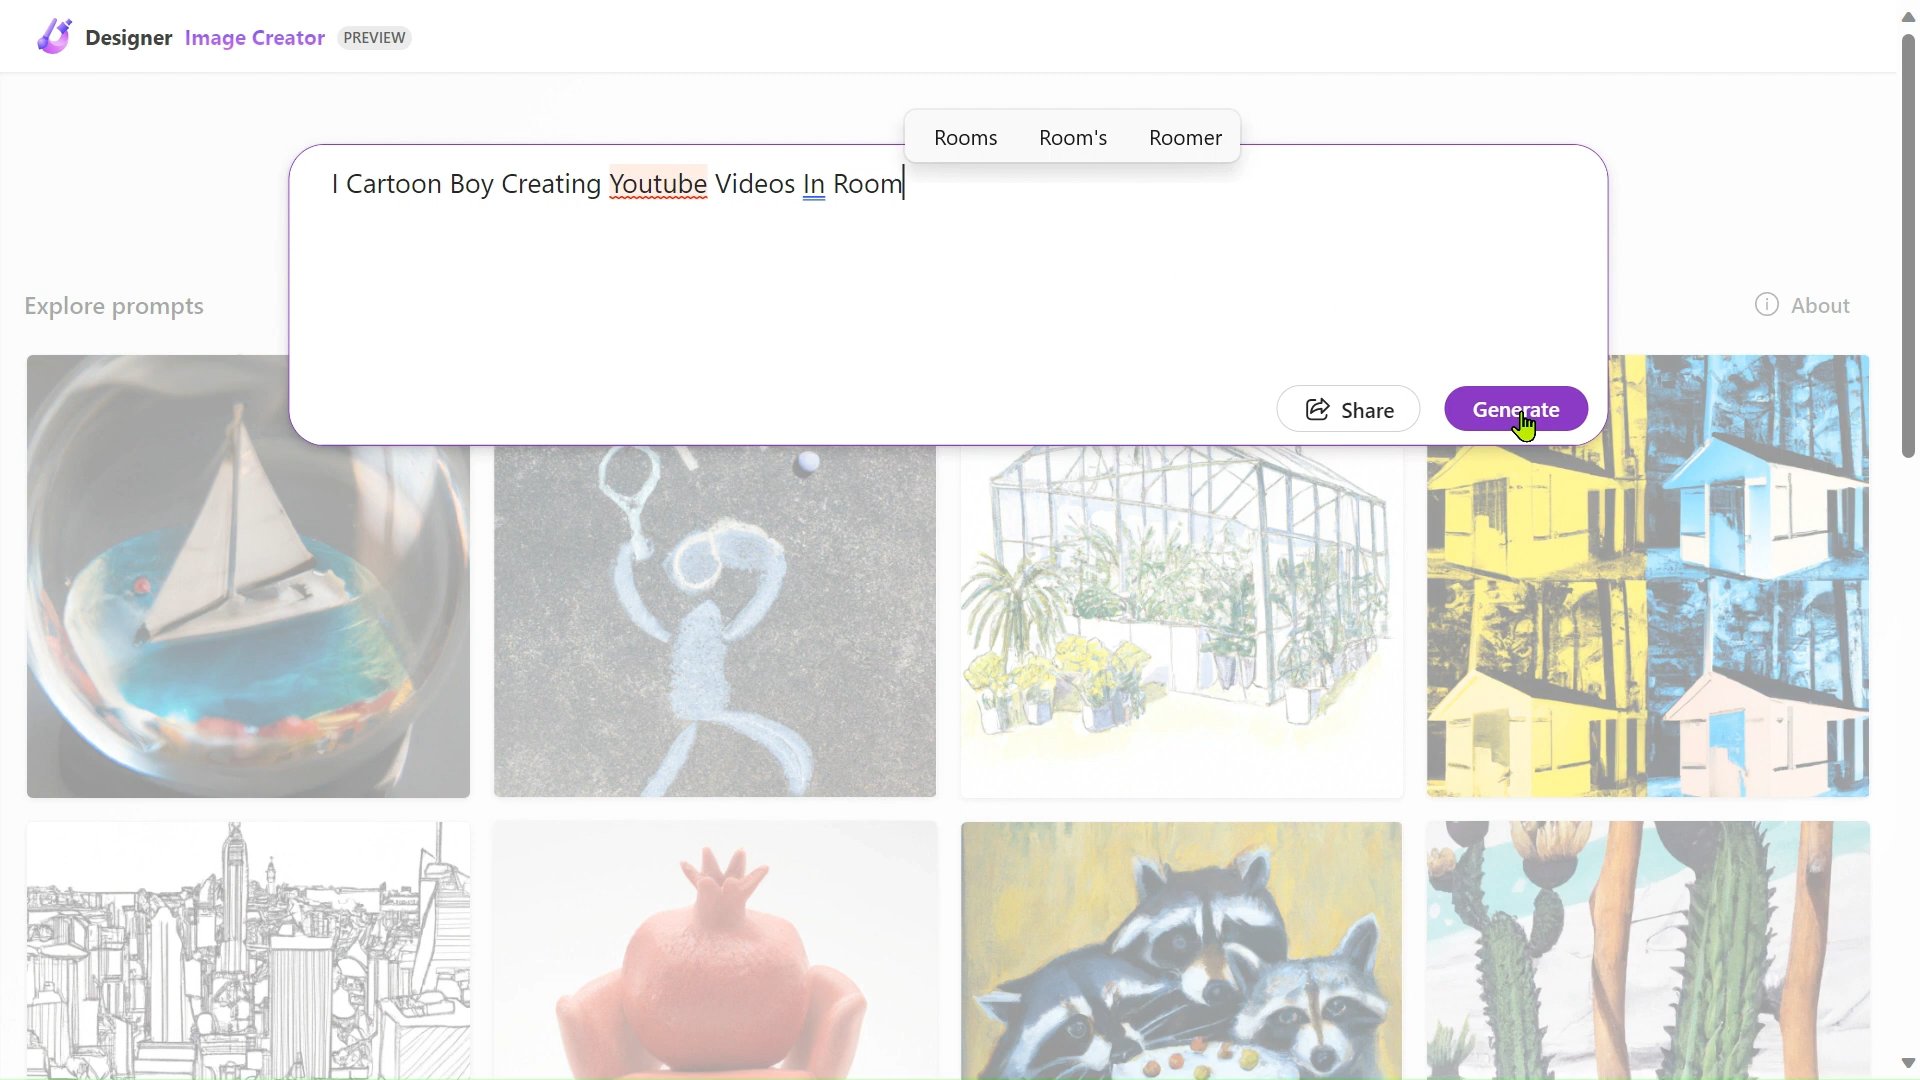 Designer Image Creator PREVIEW
Rooms Room's Roomer
I Cartoon Boy Creating Youtube Videos In Room
Explore prompts
About
Share Generate